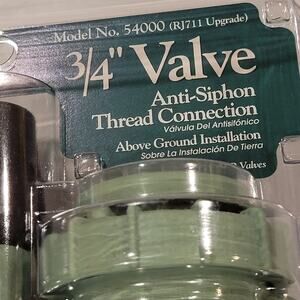 Model No. 54000 (RJ711 Upgrade)
3/4" Valve
Anti-Siphon
Thread Connection
Válvula Del Antisifónico
Above Ground Installation
Sobre La Instalación De Tierra
Valves